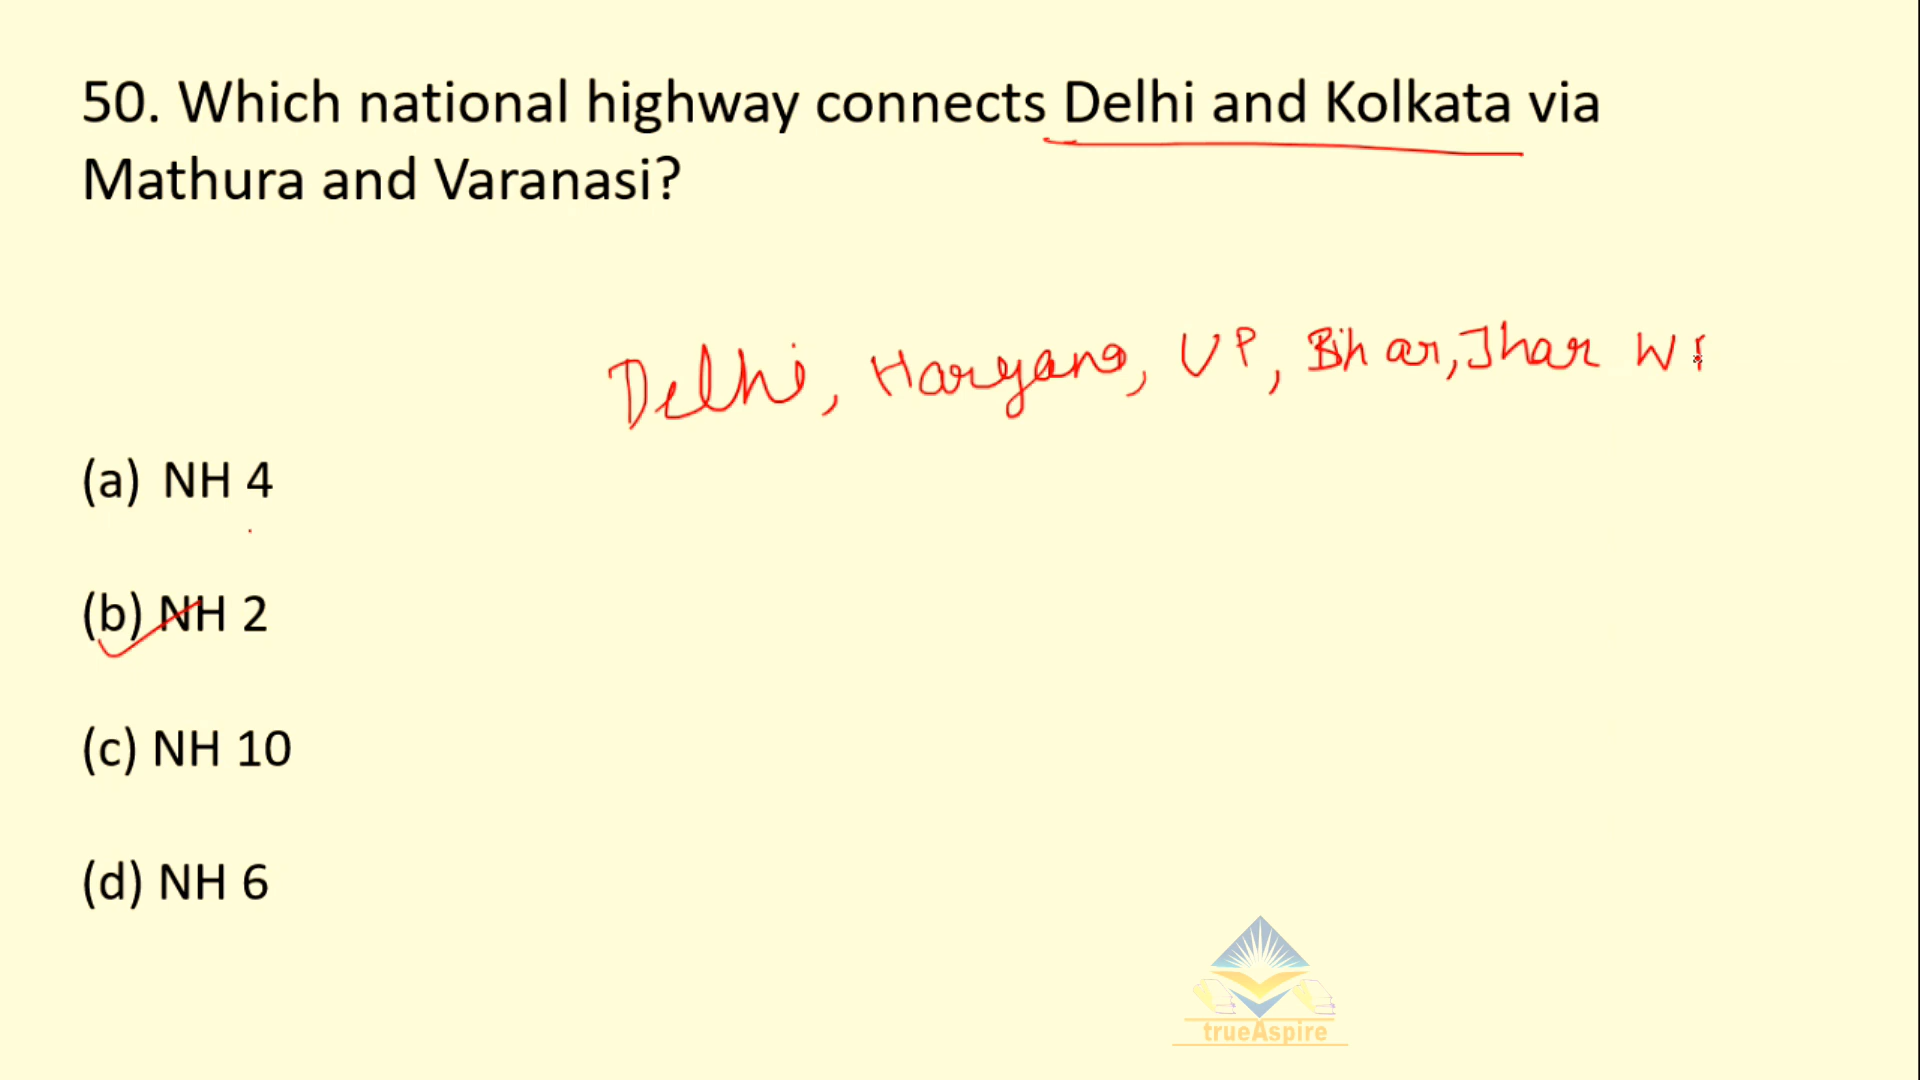 50. Which national highway connects Delhi and Kolkata via
Mathura and Varanasi?
Delhi, Haryana, UP, Bihar, Jhar W
(a) NH 4
(b) NH 2
(c) NH 10
(d) NH 6
trueAspire